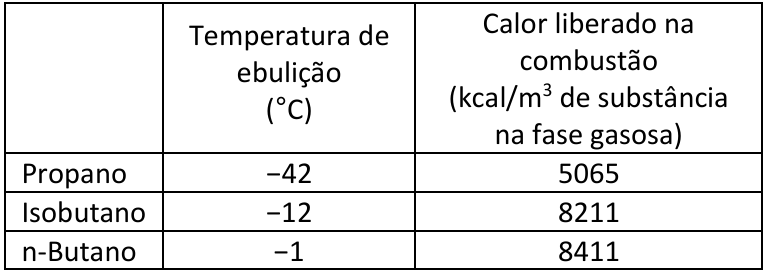 Temperatura de
ebulição
(°C)
Calor liberado na
combustão
(kcal/m³ de substância
na fase gasosa)
Propano −42 5065
Isobutano −12 8211
n-Butano −1 8411